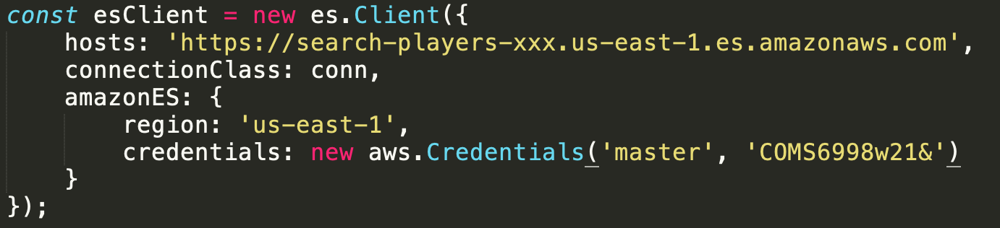 const esClient = new es.Client({
    hosts: 'https://search-players-xxx.us-east-1.es.amazonaws.com',
    connectionClass: conn,
    amazonES: {
        region: 'us-east-1',
        credentials: new aws.Credentials('master', 'COMS6998w21&')
    }
});